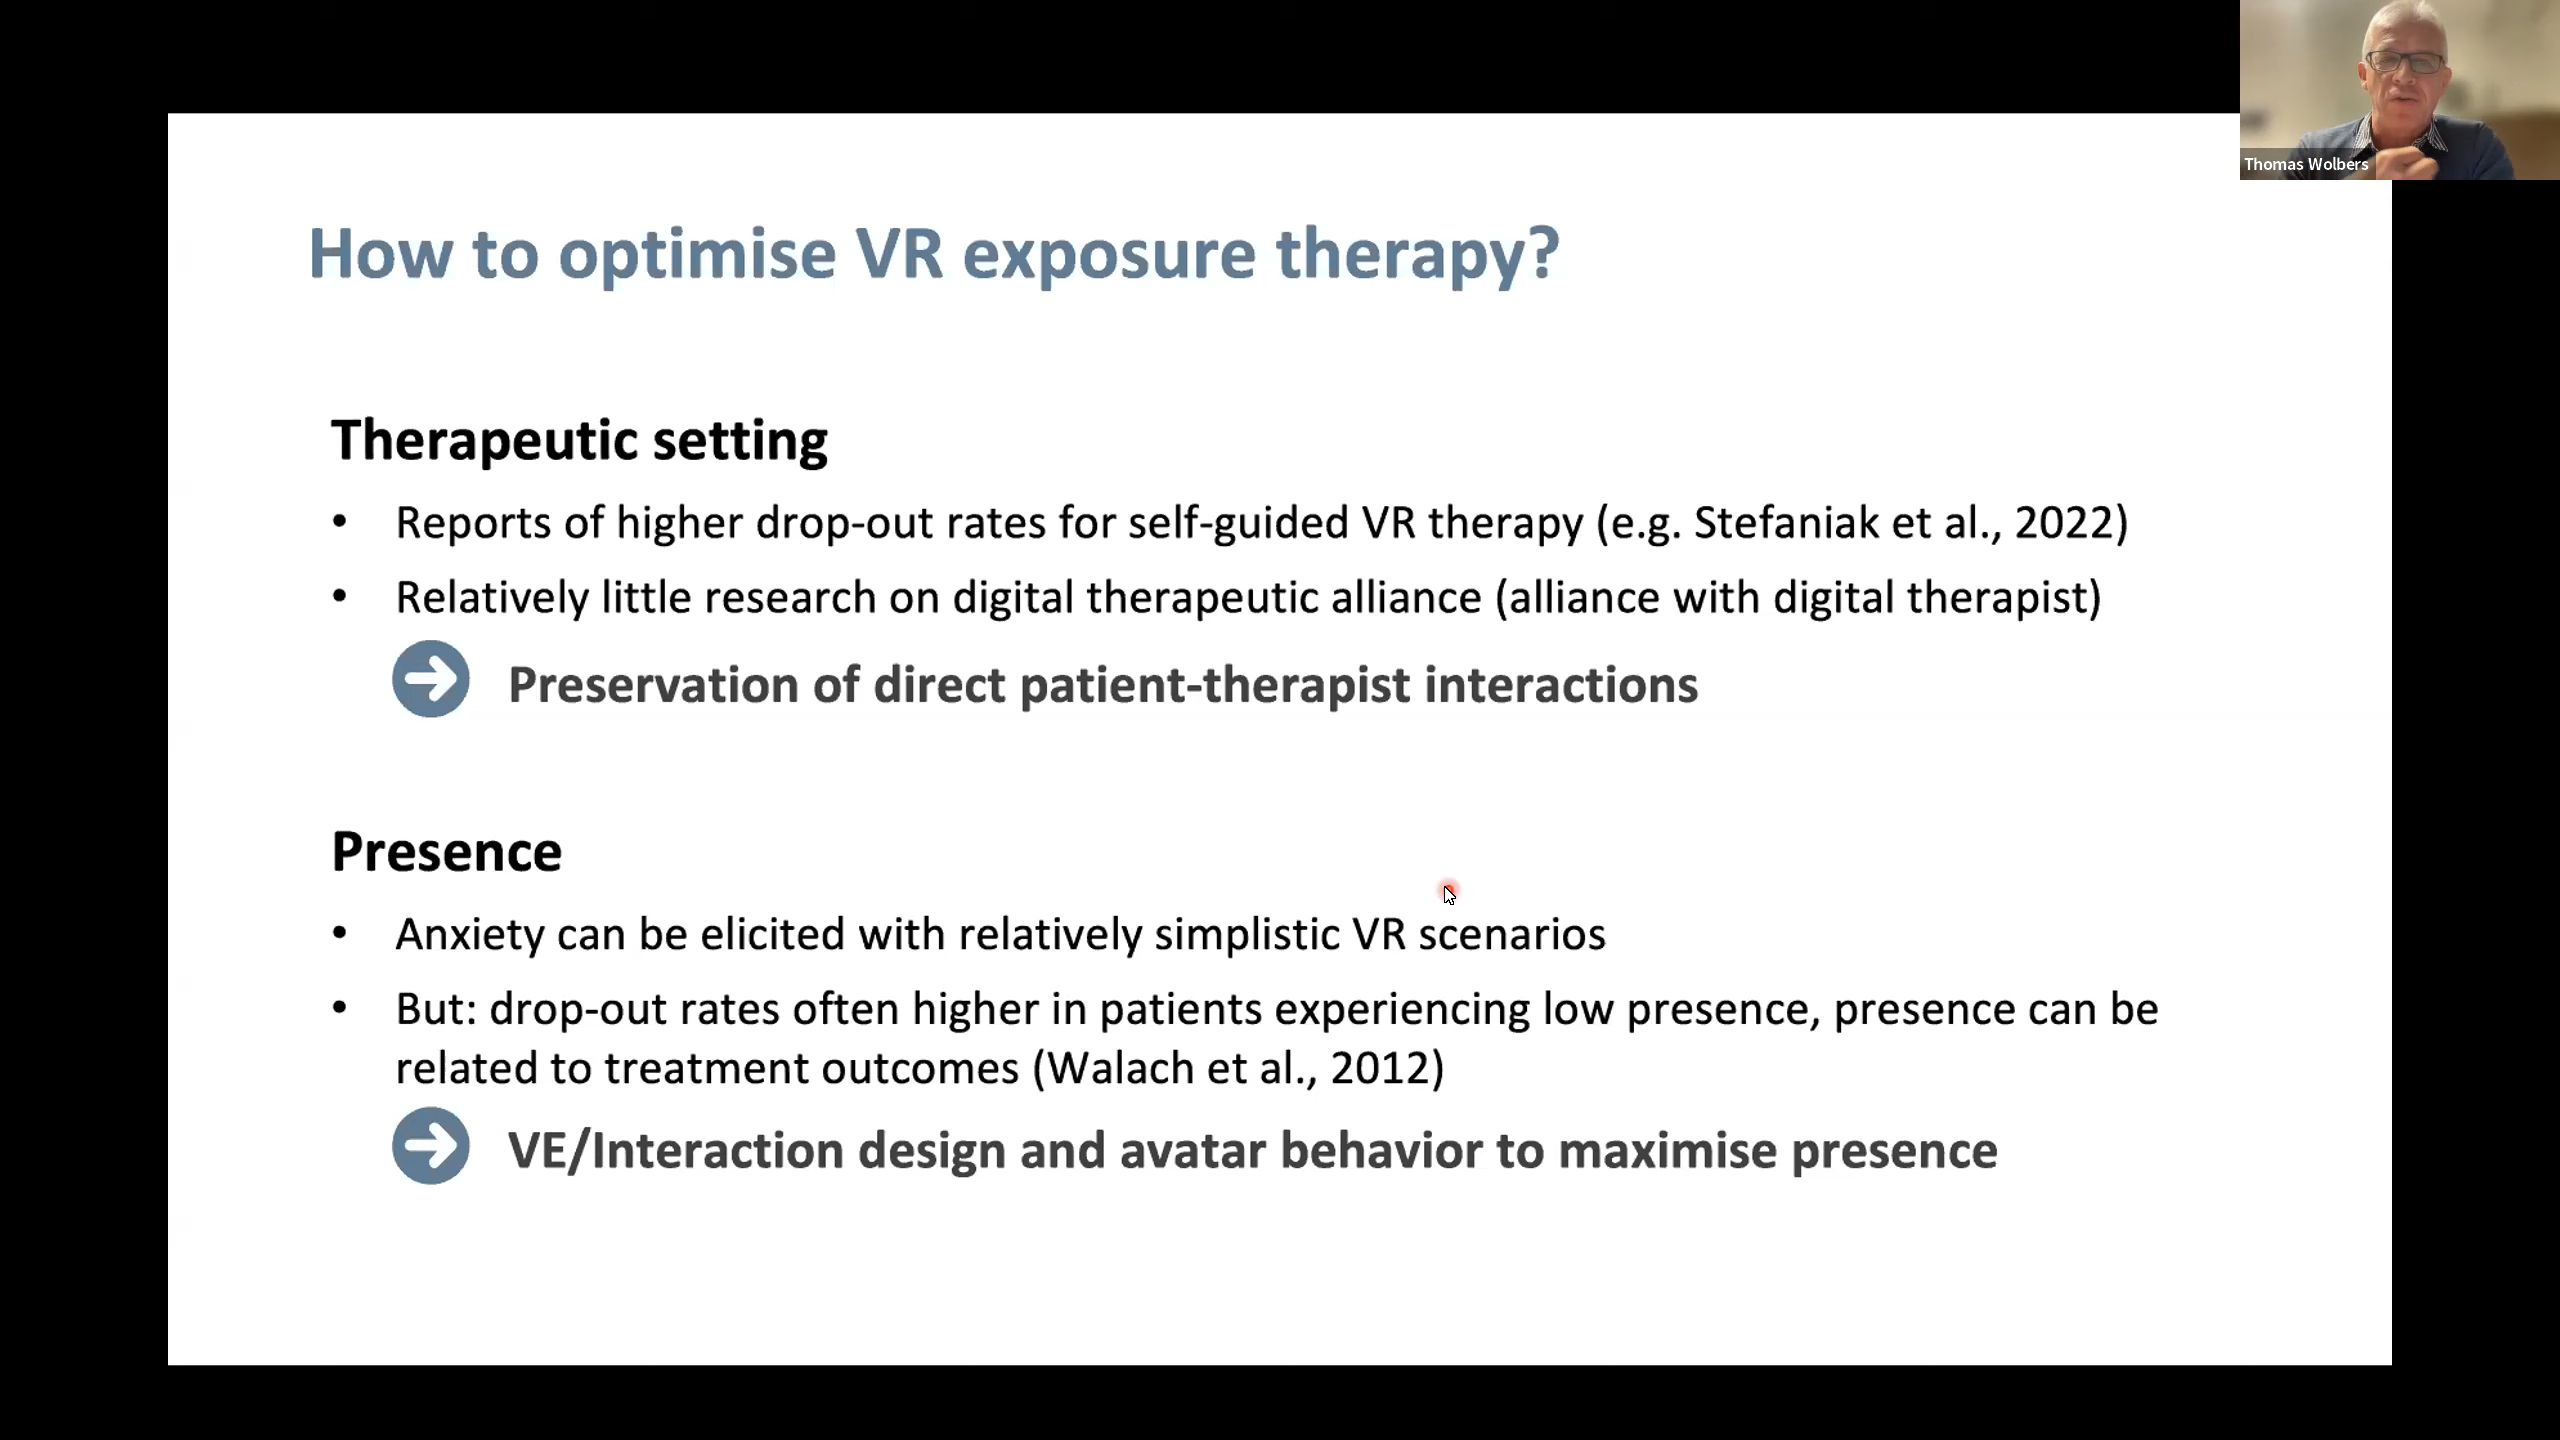 Thomas Wolbers
How to optimise VR exposure therapy?
Therapeutic setting
• Reports of higher drop-out rates for self-guided VR therapy (e.g. Stefaniak et al., 2022)
• Relatively little research on digital therapeutic alliance (alliance with digital therapist)
Preservation of direct patient-therapist interactions
Presence
• Anxiety can be elicited with relatively simplistic VR scenarios
• But: drop-out rates often higher in patients experiencing low presence, presence can be
related to treatment outcomes (Walach et al., 2012)
VE/Interaction design and avatar behavior to maximise presence